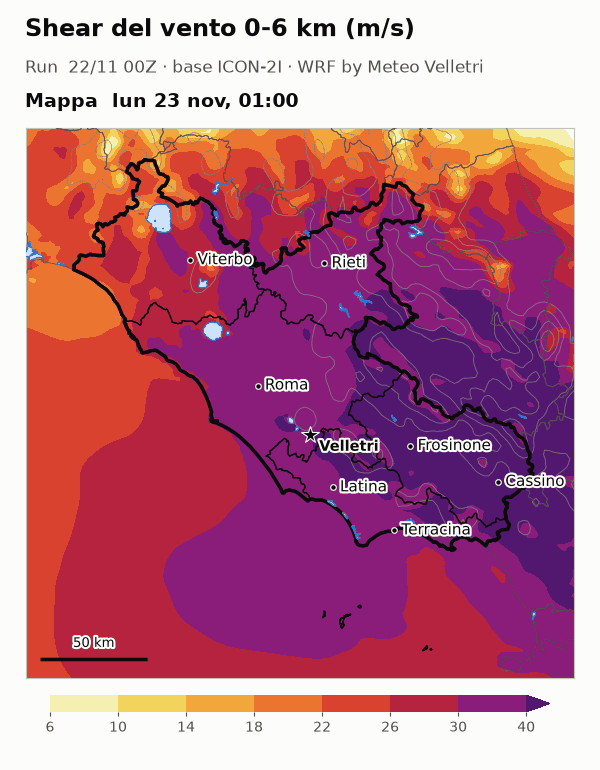 Shear del vento 0-6 km (m/s)
Run  22/11 00Z · base ICON-2I · WRF by Meteo Velletri
Mappa  lun 23 nov, 01:00
Viterbo
Rieti
Roma
Velletri
Frosinone
Cassino
Latina
Terracina
50 km
6 10 14 18 22 26 30 40